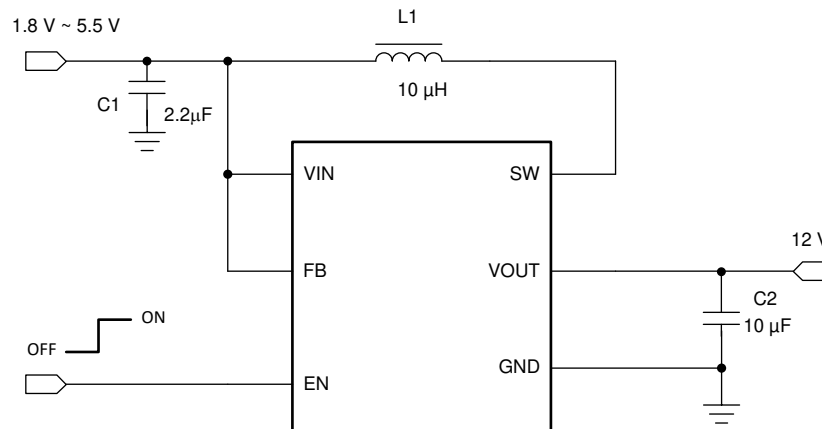 1.8 V ~ 5.5 V
L1
C1
2.2μF
10 µH
VIN
SW
12 V
FB
VOUT
C2
10 µF
ON
OFF
GND
EN